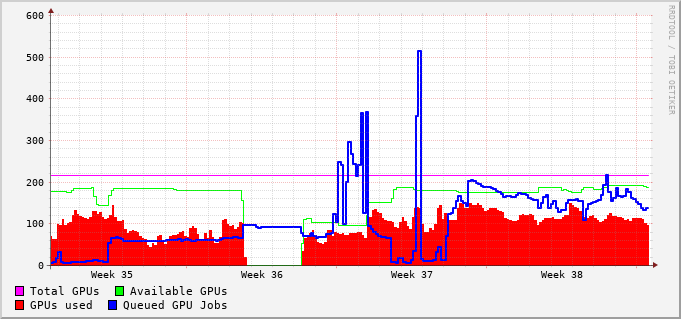 600
500
400
300
200
100
0
Week 35 Week 36 Week 37 Week 38
Total GPUs Available GPUs
GPUs used Queued GPU Jobs
RRDTOOL / TOBI OETIKER